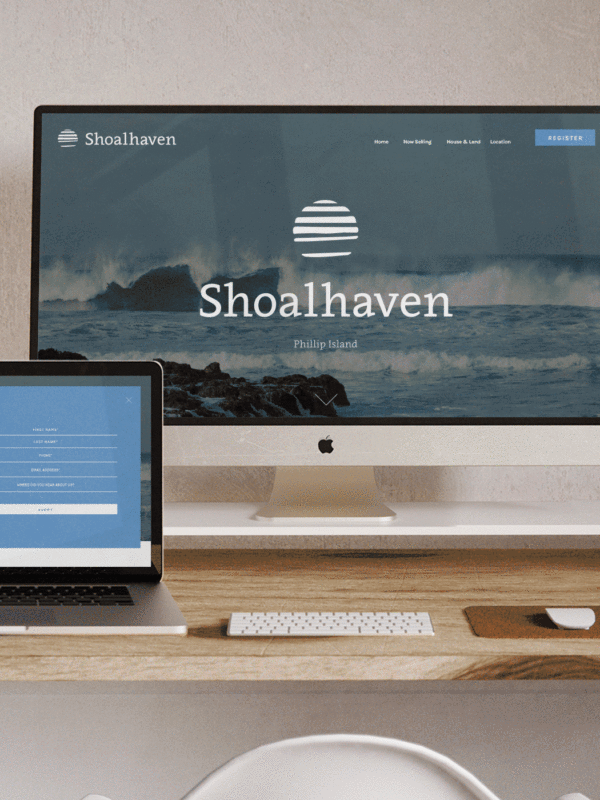 Shoalhaven
Home Now Selling House & Land Location REGISTER
Shoalhaven
Phillip Island
FIRST NAME*
LAST NAME*
PHONE*
EMAIL ADDRESS*
WHERE DID YOU HEAR ABOUT US?